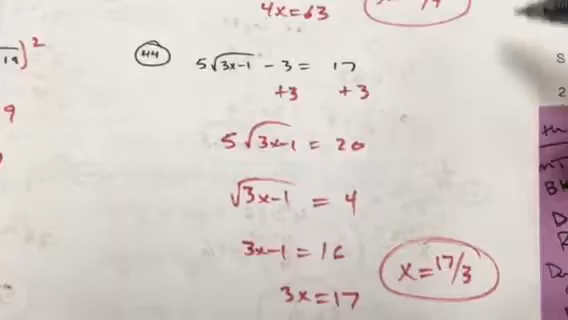 4x=63
2
9
44
5√3x-1 - 3 = 17
+3 +3
5√3x-1 = 20
√3x-1 = 4
3x-1 = 16
x=17/3
3x=17
S
2